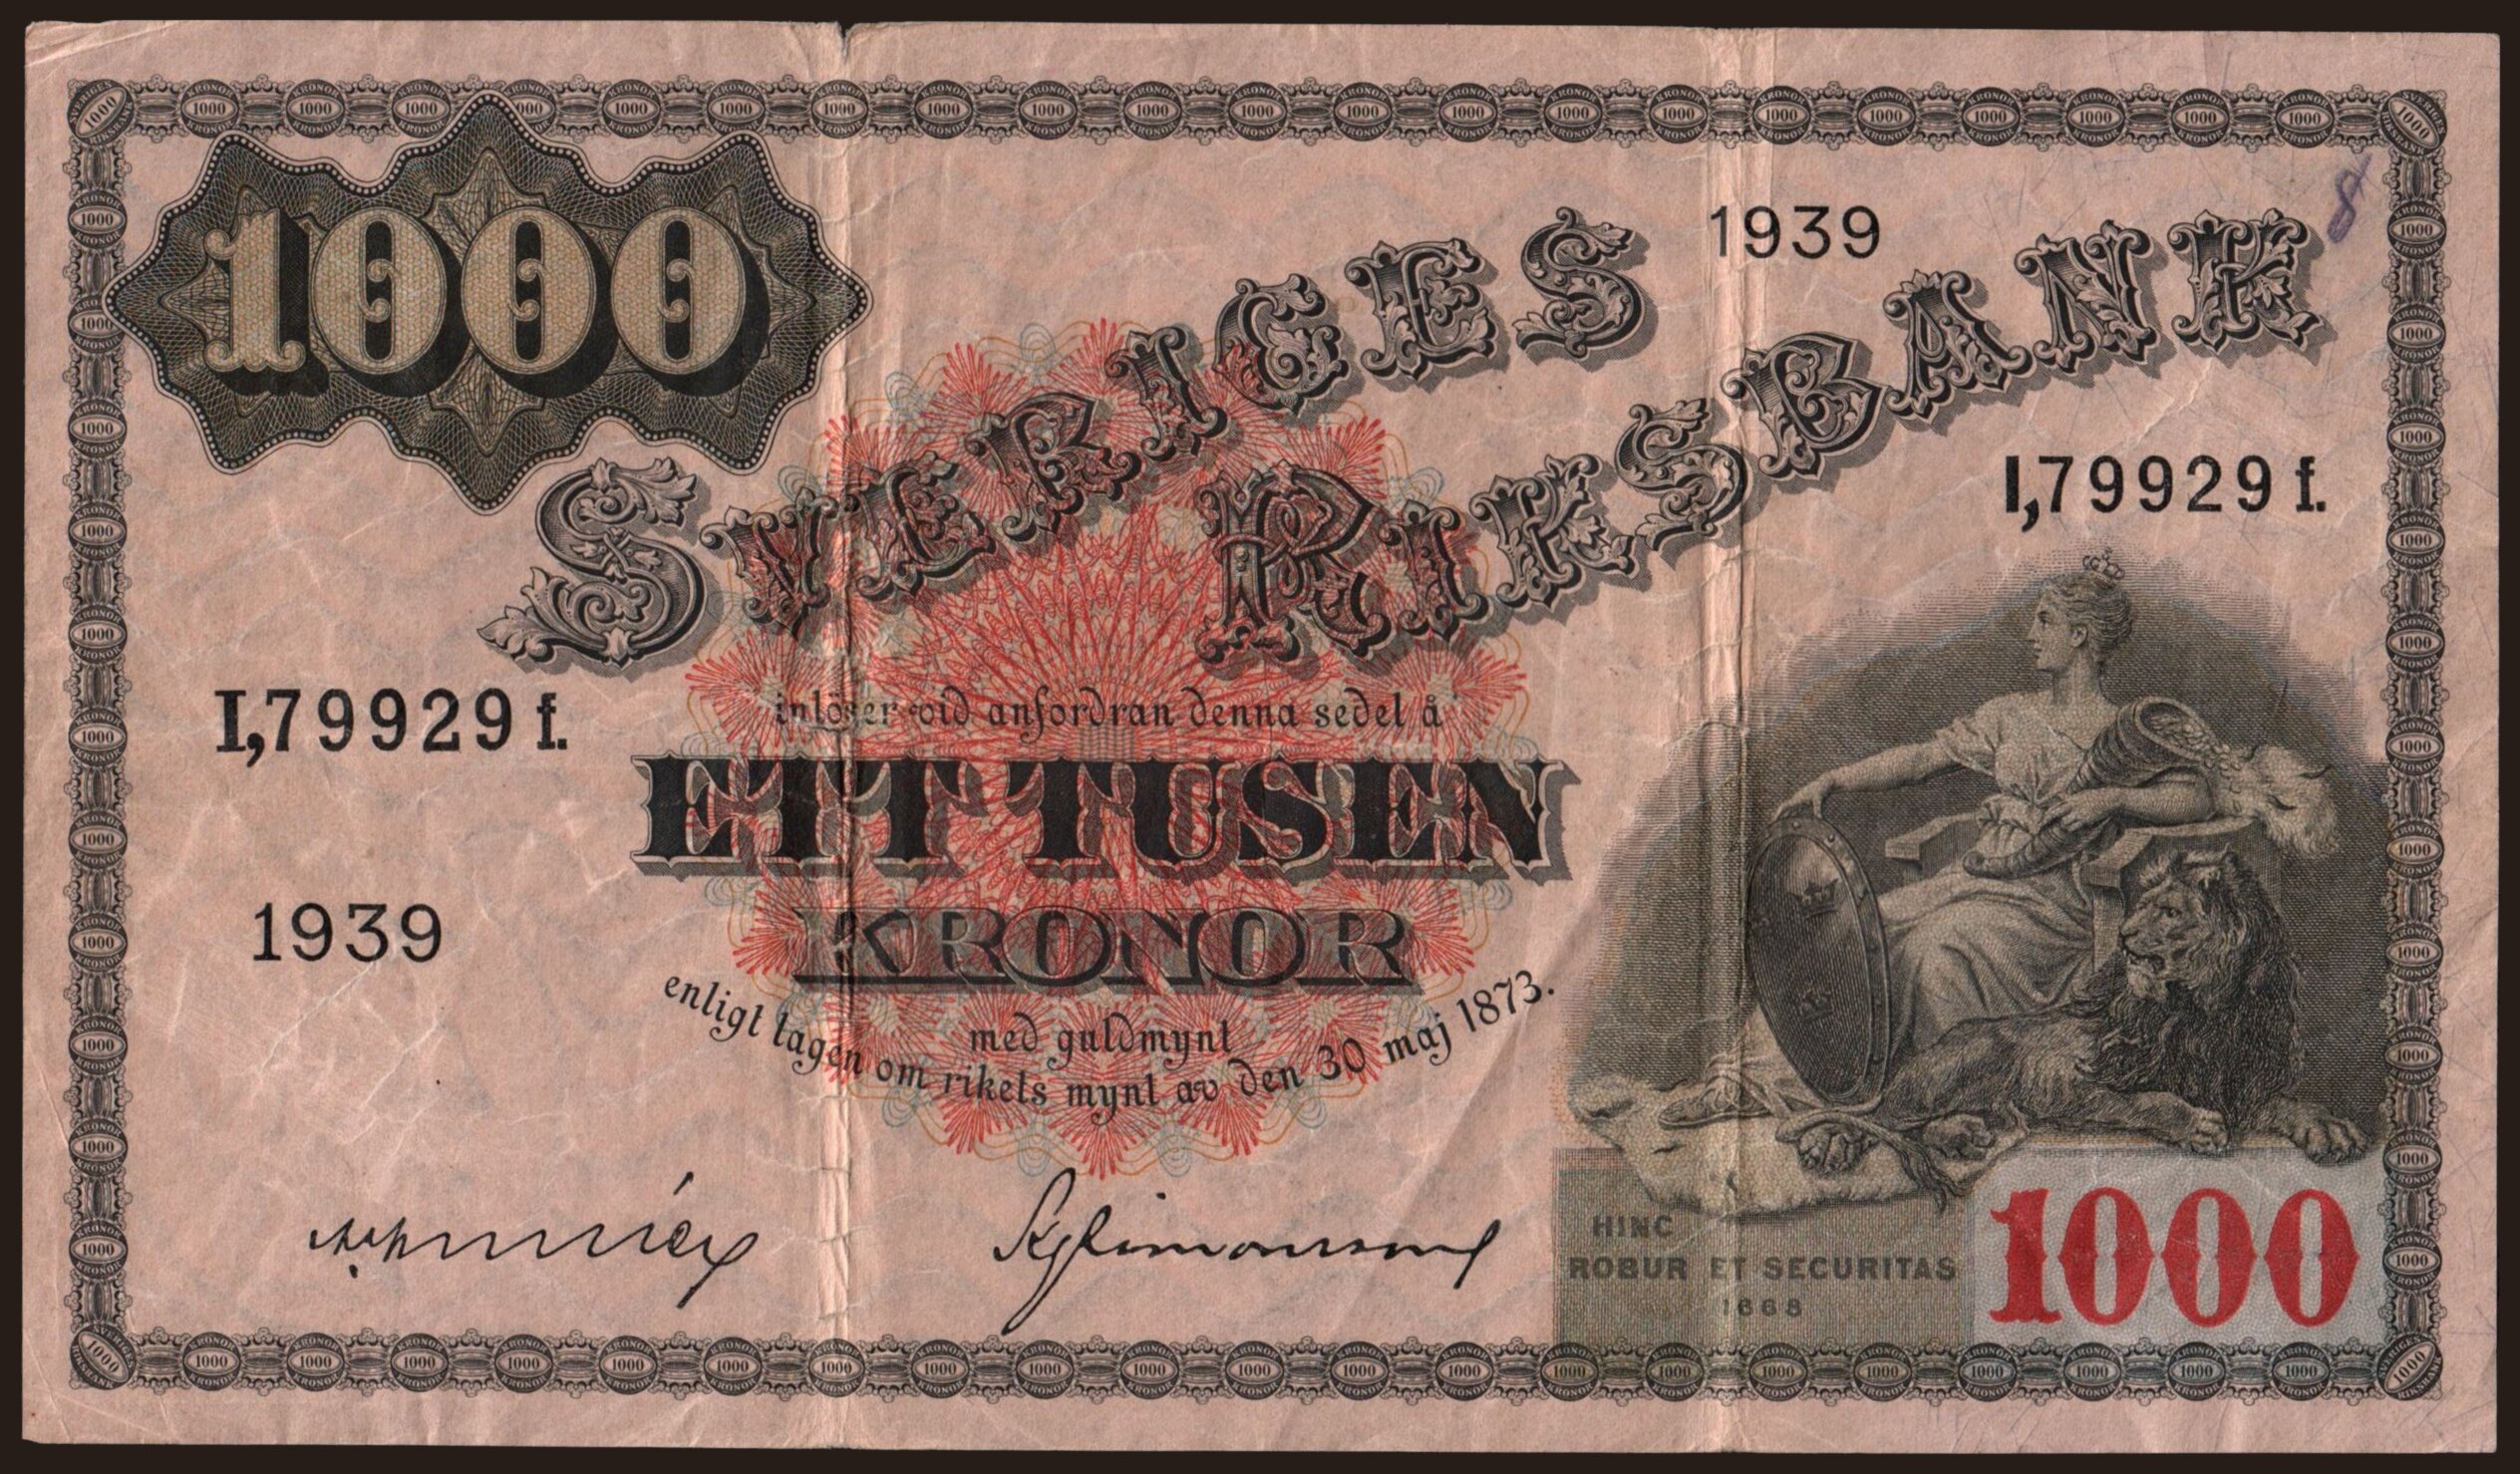 1000
SVERIGES 1939
RIKSBANK
I,79929 f.
I,79929 f.
inlöser vid anfordran denna sedel å
ETT TUSEN
KRONOR
1939
med guldmynt
enligt lagen om rikets mynt av den 30 maj 1873.
HINC
ROBUR ET SECURITAS
1668
1000